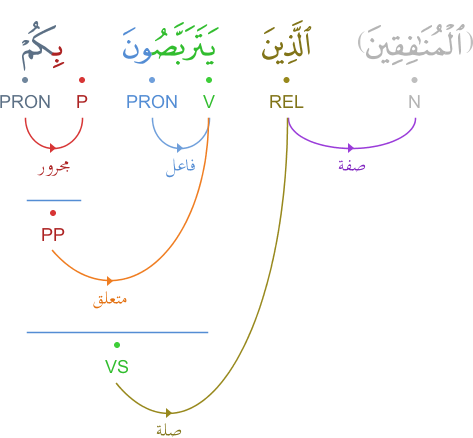 (ٱلْمُنَـٰفِقِينَ) ٱلَّذِينَ يَتَرَبَّصُونَ بِكُمْ
N REL V PRON P PRON
صفة فاعل مجرور
PP
متعلق
VS
صلة